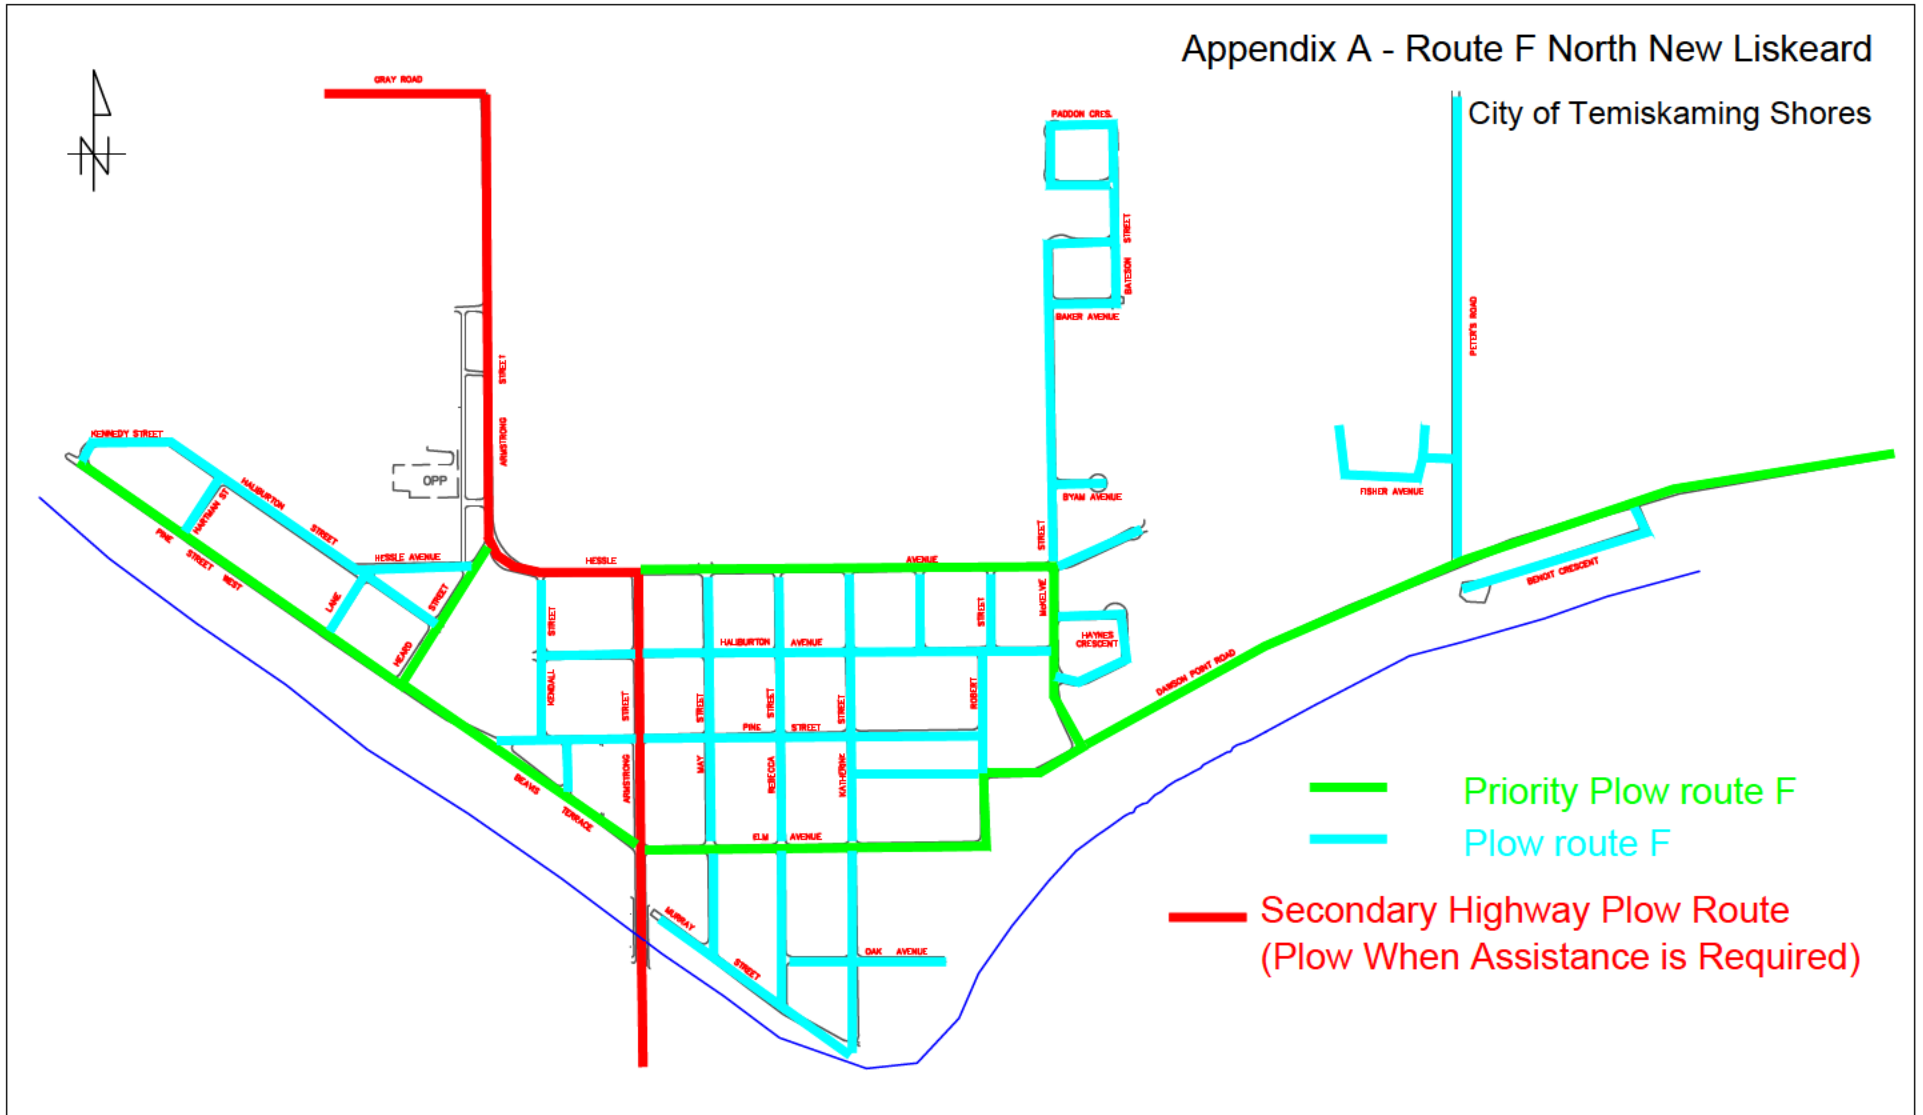 Appendix A - Route F North New Liskeard
City of Temiskaming Shores
N
GRAY ROAD
PADDON CRES.
STREET
BATESON
BAKER AVENUE
PETER'S ROAD
STREET
ARMSTRONG
OPP
KENNEDY STREET
HALIBURTON
STREET
HARTMAN ST
PINE
STREET
WEST
HESSLE AVENUE
LANE
STREET
HEARD
HESSLE
AVENUE
BYAM AVENUE
STREET
McKELVIE
FISHER AVENUE
BENOIT CRESCENT
STREET
KENDALL
HALIBURTON
AVENUE
STREET
ROBERT
HAYNES
CRESCENT
DAWSON POINT ROAD
STREET
ARMSTRONG
STREET
MAY
STREET
REBECCA
STREET
KATHERINE
PINE
STREET
BEAVIS
TERRACE
ELM
AVENUE
MURRAY
STREET
OAK
AVENUE
Priority Plow route F
Plow route F
Secondary Highway Plow Route
(Plow When Assistance is Required)